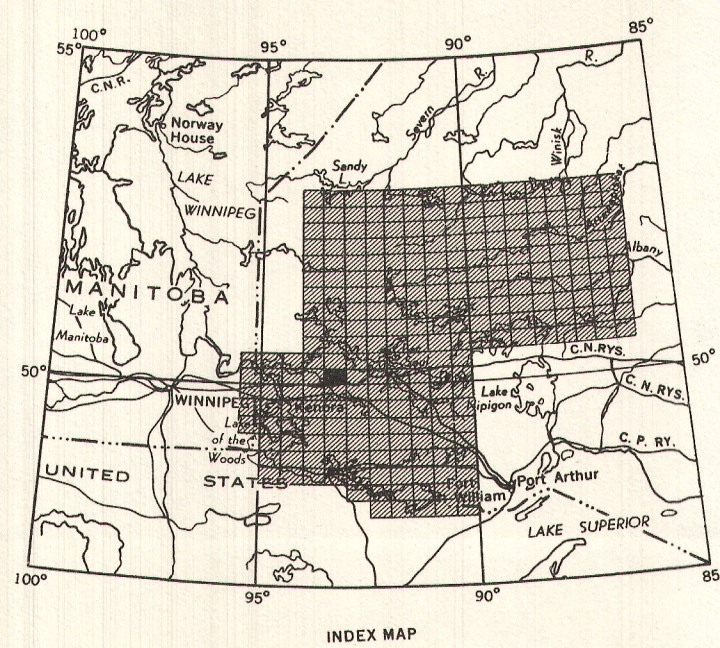 100°
95°
90°
85°
55°
C.N.R.
R.
R.
Severn
Norway
House
Winisk
Sandy
L.
LAKE
WINNIPEG
Attawapiskat
Albany
MANITOBA
Lake
Manitoba
C.N.RYS.
50°
50°
C.N.RYS.
WINNIPEG
Kenora
Lake
Nipigon
Lake
of the
Woods
C. P. RY.
UNITED
STATES
Fort
William
Port Arthur
LAKE SUPERIOR
100°
95°
90°
85°
INDEX MAP